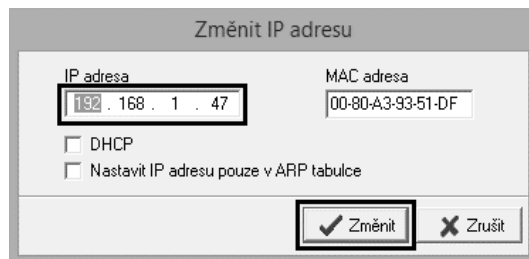 Změnit IP adresu
IP adresa
MAC adresa
192 . 168 . 1 . 47
00-80-A3-93-51-DF
DHCP
Nastavit IP adresu pouze v ARP tabulce
Změnit
Zrušit